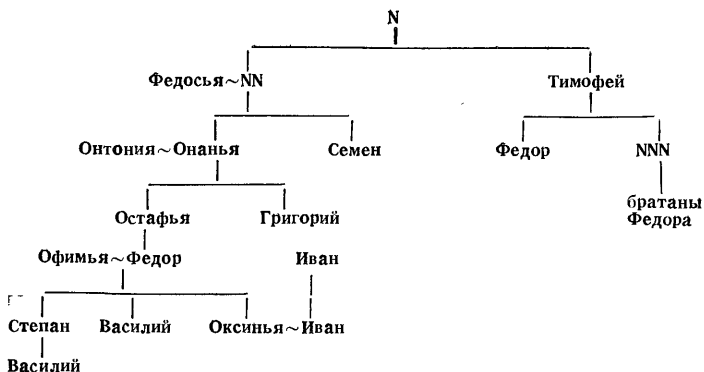 N
Федосья~NN Тимофей
Онтония~Онанья Семен Федор NNN
братаны
Остафья Григорий Федора
Офимья~Федор Иван
Степан Василий Оксинья~Иван
Василий